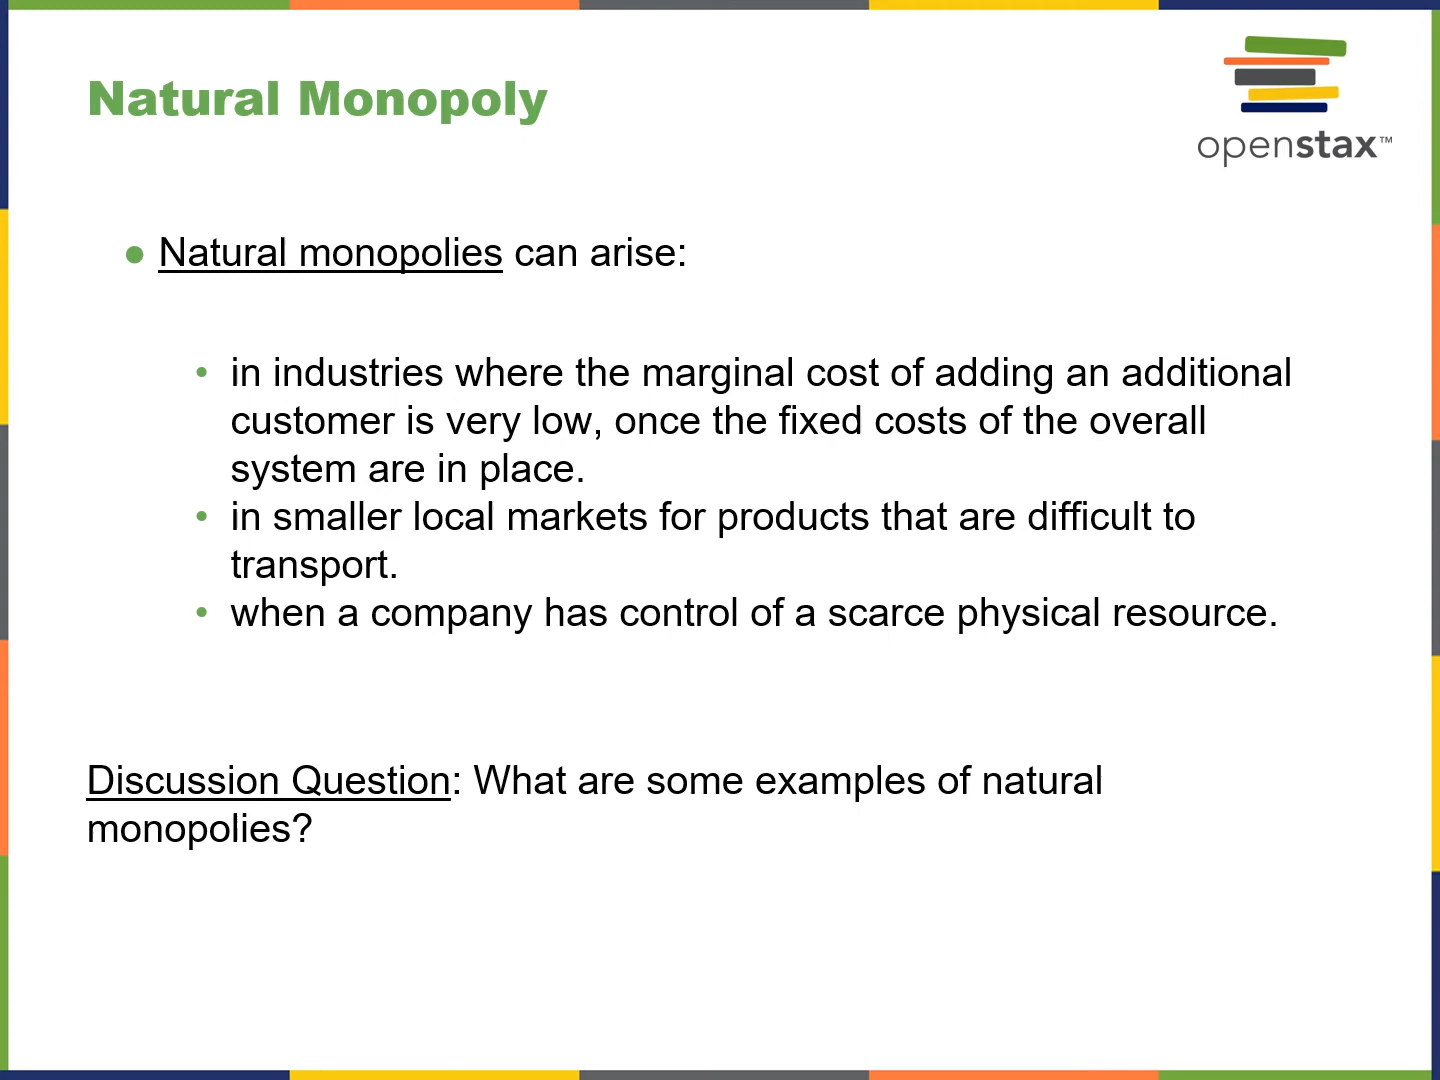 Natural Monopoly
openstax™
● Natural monopolies can arise:
• in industries where the marginal cost of adding an additional
customer is very low, once the fixed costs of the overall
system are in place.
• in smaller local markets for products that are difficult to
transport.
• when a company has control of a scarce physical resource.
Discussion Question: What are some examples of natural
monopolies?